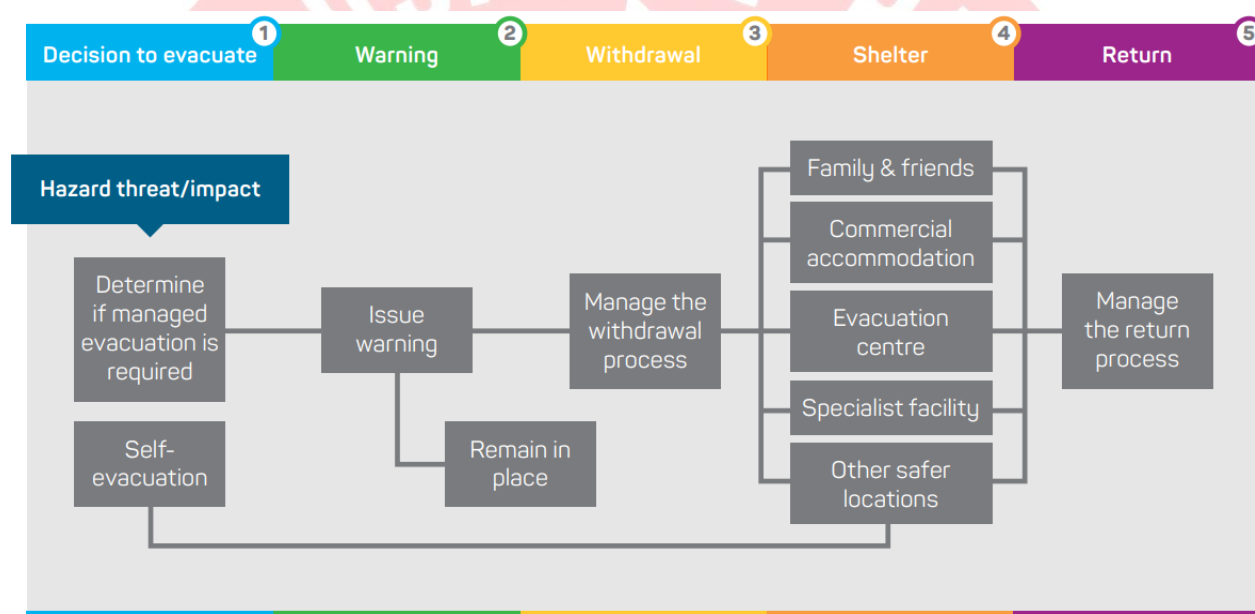 Decision to evacuate 1
Warning 2
Withdrawal 3
Shelter 4
Return 5
Hazard threat/impact
Determine
if managed
evacuation is
required
Self-
evacuation
Issue
warning
Remain in
place
Manage the
withdrawal
process
Family & friends
Commercial
accommodation
Evacuation
centre
Specialist facility
Other safer
locations
Manage
the return
process